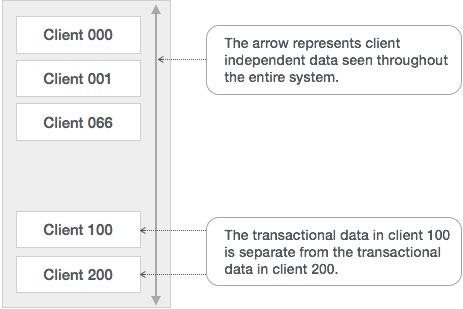 Client 000
Client 001
Client 066
The arrow represents client
independent data seen throughout
the entire system.
Client 100
Client 200
The transactional data in client 100
is separate from the transactional
data in client 200.